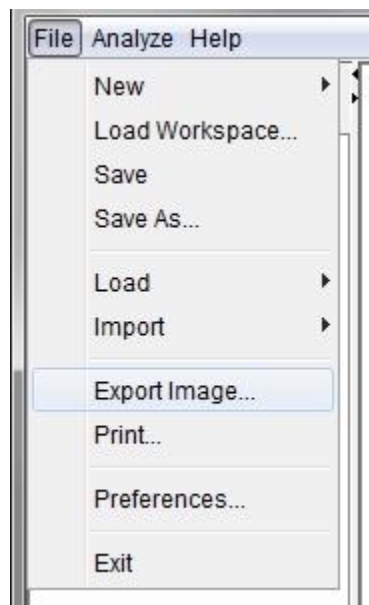 File Analyze Help
New
Load Workspace...
Save
Save As...
Load
Import
Export Image...
Print...
Preferences...
Exit